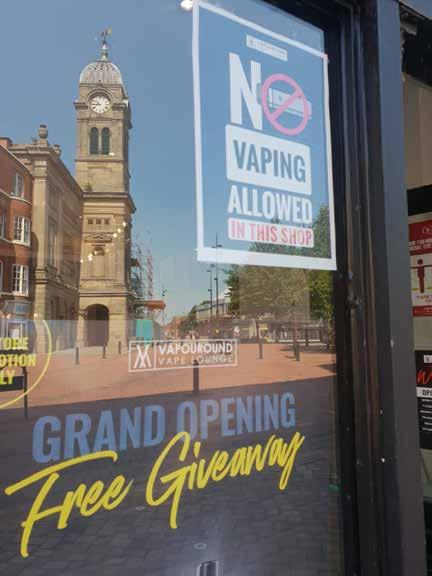 NO
VAPING
ALLOWED
IN THIS SHOP
VAPOUROUND
VAPE LOUNGE
GRAND OPENING
Free Giveaway